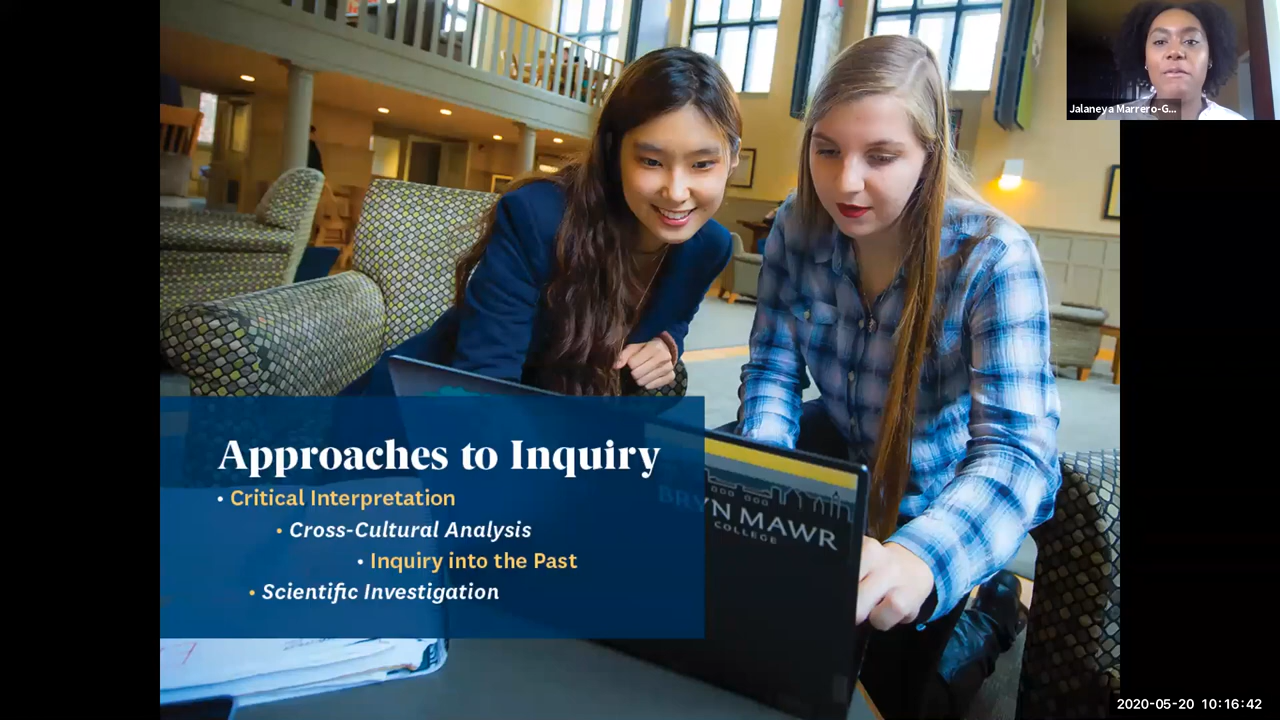 Jalaneya Marrero-G...
Approaches to Inquiry
• Critical Interpretation
• Cross-Cultural Analysis
• Inquiry into the Past
• Scientific Investigation
BRYN MAWR
COLLEGE
2020-05-20 10:16:42